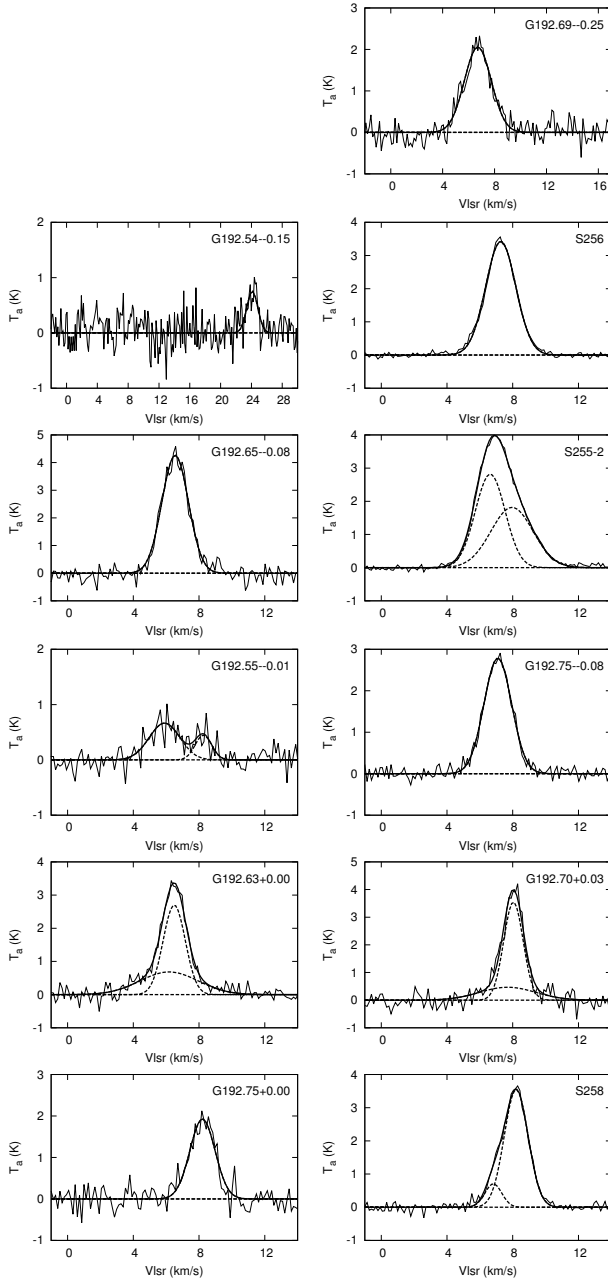 3
2
1
0
-1
T_a (K)
G192.69--0.25
0 4 8 12 16
Vlsr (km/s)
2
1
0
-1
T_a (K)
G192.54--0.15
0 4 8 12 16 20 24 28
Vlsr (km/s)
4
3
2
1
0
-1
T_a (K)
S256
0 4 8 12
Vlsr (km/s)
5
4
3
2
1
0
-1
T_a (K)
G192.65--0.08
0 4 8 12
Vlsr (km/s)
4
3
2
1
0
-1
T_a (K)
S255-2
0 4 8 12
Vlsr (km/s)
2
1
0
-1
T_a (K)
G192.55--0.01
0 4 8 12
Vlsr (km/s)
3
2
1
0
-1
T_a (K)
G192.75--0.08
0 4 8 12
Vlsr (km/s)
4
3
2
1
0
-1
T_a (K)
G192.63+0.00
0 4 8 12
Vlsr (km/s)
5
4
3
2
1
0
-1
T_a (K)
G192.70+0.03
0 4 8 12
Vlsr (km/s)
3
2
1
0
-1
T_a (K)
G192.75+0.00
0 4 8 12
Vlsr (km/s)
4
3
2
1
0
-1
T_a (K)
S258
0 4 8 12
Vlsr (km/s)